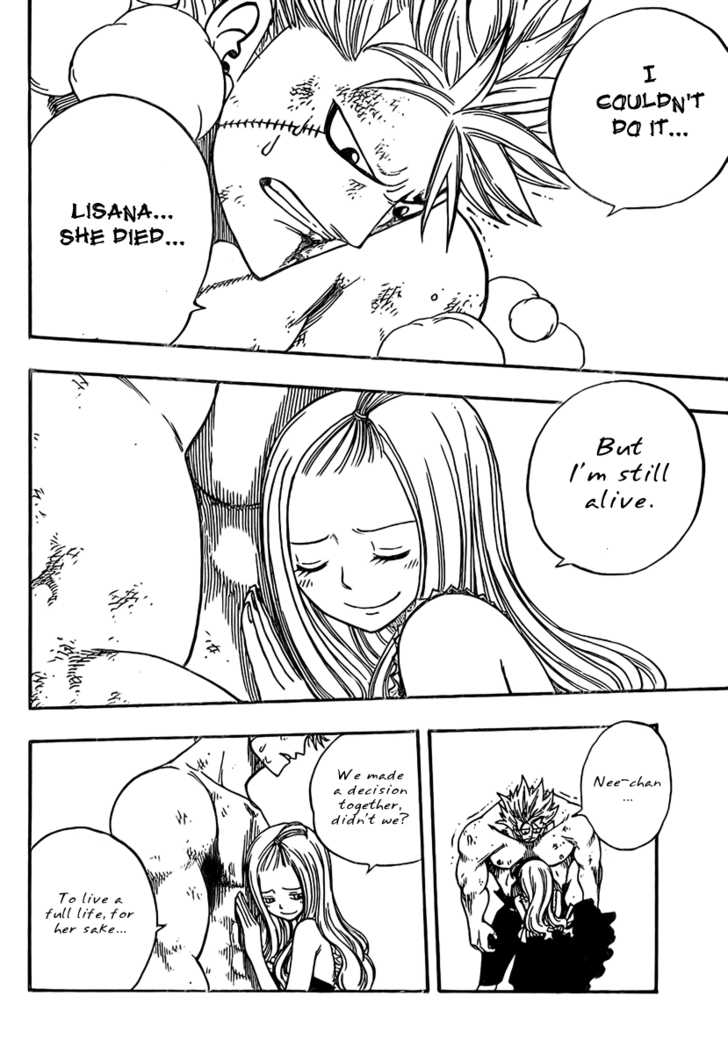 I
COULDN'T
DO IT...
LISANA...
SHE DIED...
But
I'm still
alive.
We made
a decision
together,
didn't we?
To live a
full life, for
her sake...
Nee-chan
...